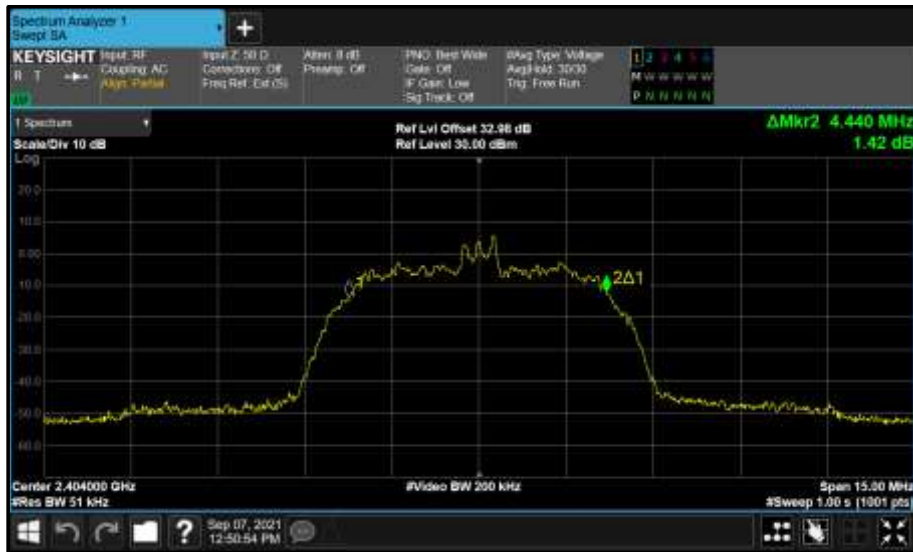 Spectrum Analyzer 1
Swept SA
+
KEYSIGHT Input: RF
R T Coupling: AC
Align: Partial
Input Z: 50 Ω
Corrections: Off
Freq Ref: Ext (S)
Atten: 8 dB
Preamp: Off
PNO: Best Wide
Gate: Off
IF Gain: Low
Sig Track: Off
#Avg Type: Voltage
Avg|Hold: 30/30
Trig: Free Run
1 2 3 4 5 6
M W W W W W
P N N N N N
1 Spectrum
Scale/Div 10 dB
Ref Lvl Offset 32.98 dB
Ref Level 30.00 dBm
ΔMkr2 4.440 MHz
1.42 dB
Log
20.0
10.0
0.00
-10.0
-20.0
-30.0
-40.0
-50.0
-60.0
2Δ1
Center 2.404000 GHz
#Res BW 51 kHz
#Video BW 200 kHz
Span 15.00 MHz
#Sweep 1.00 s (1001 pts)
?
Sep 07, 2021
12:50:54 PM